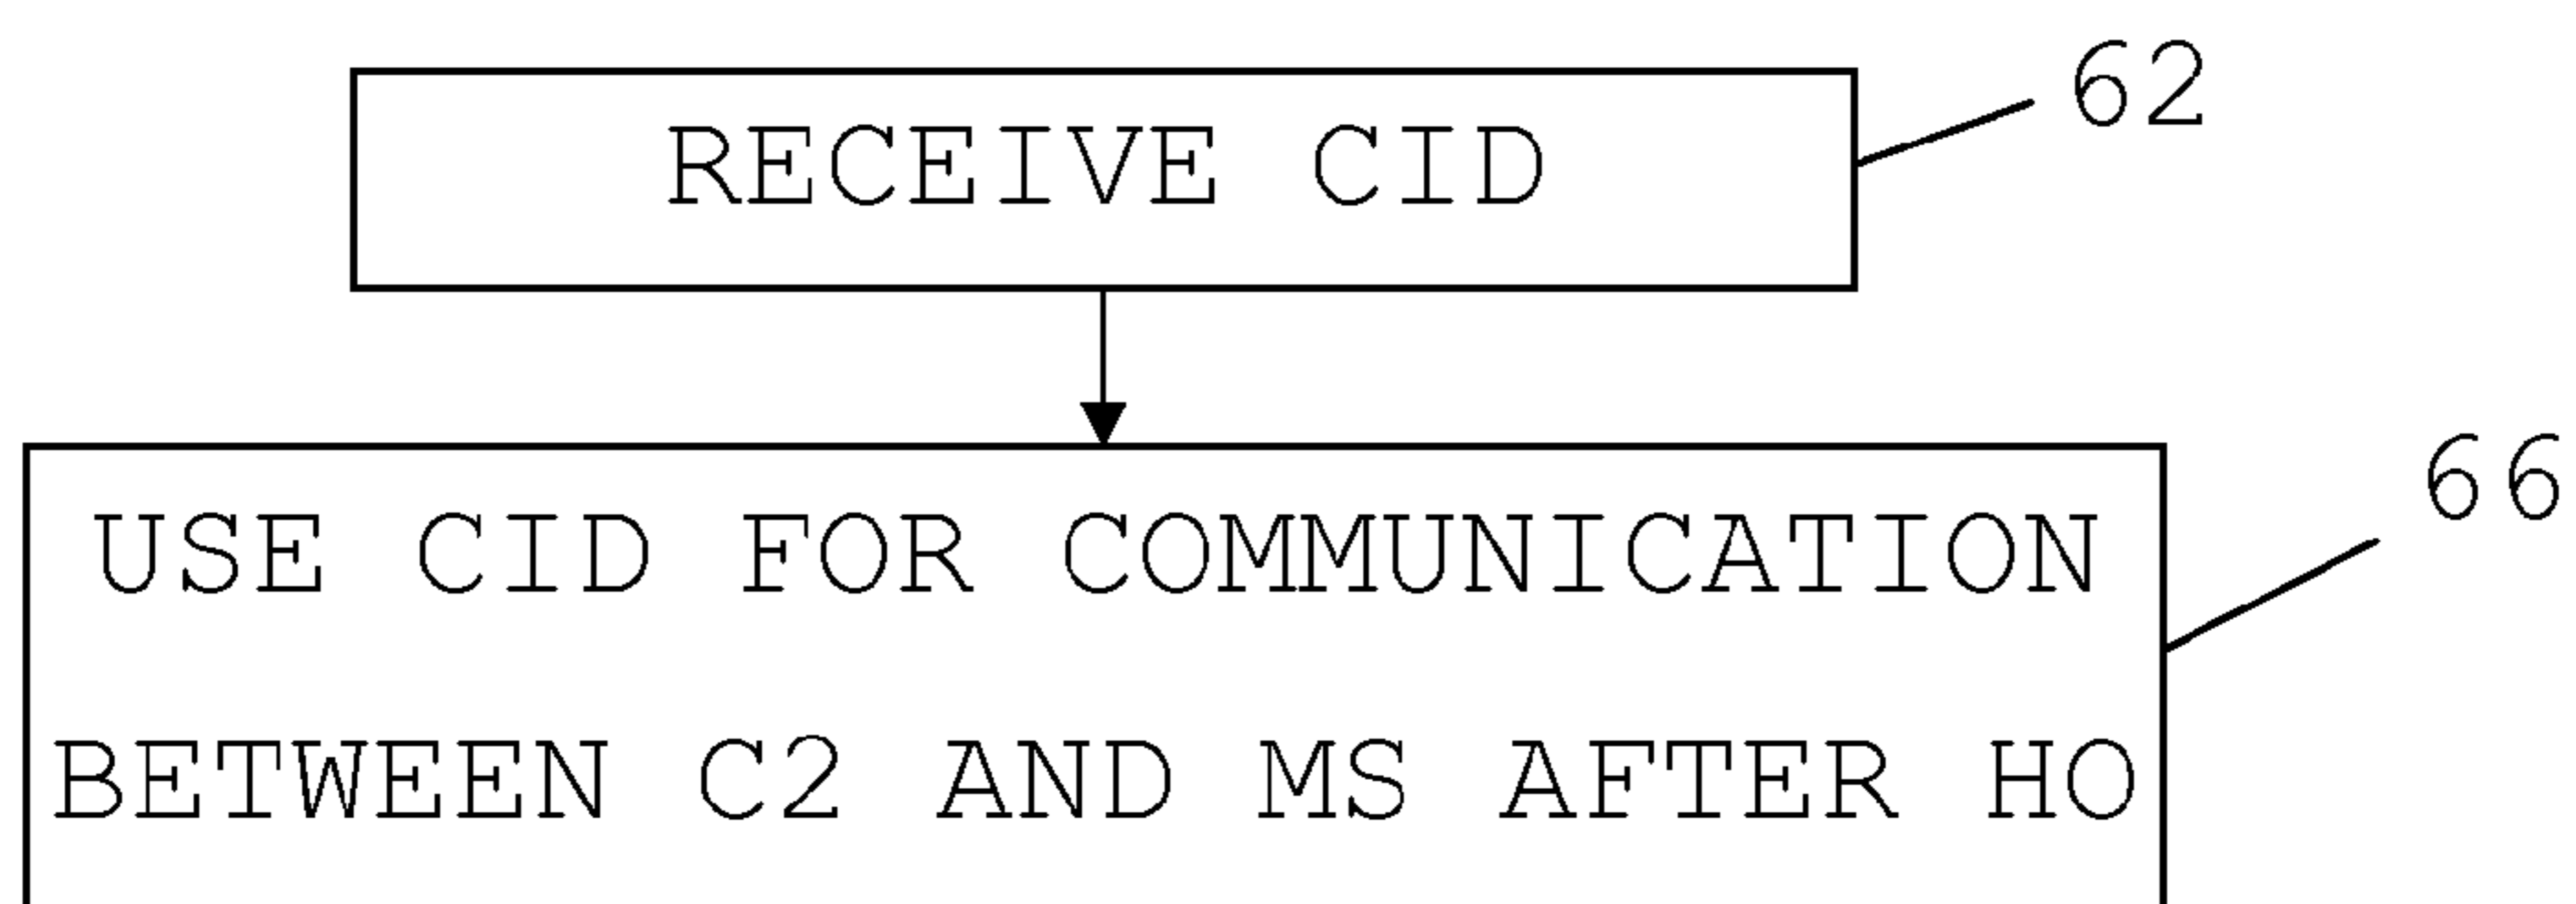 RECEIVE CID
62
USE CID FOR COMMUNICATION
BETWEEN C2 AND MS AFTER HO
66